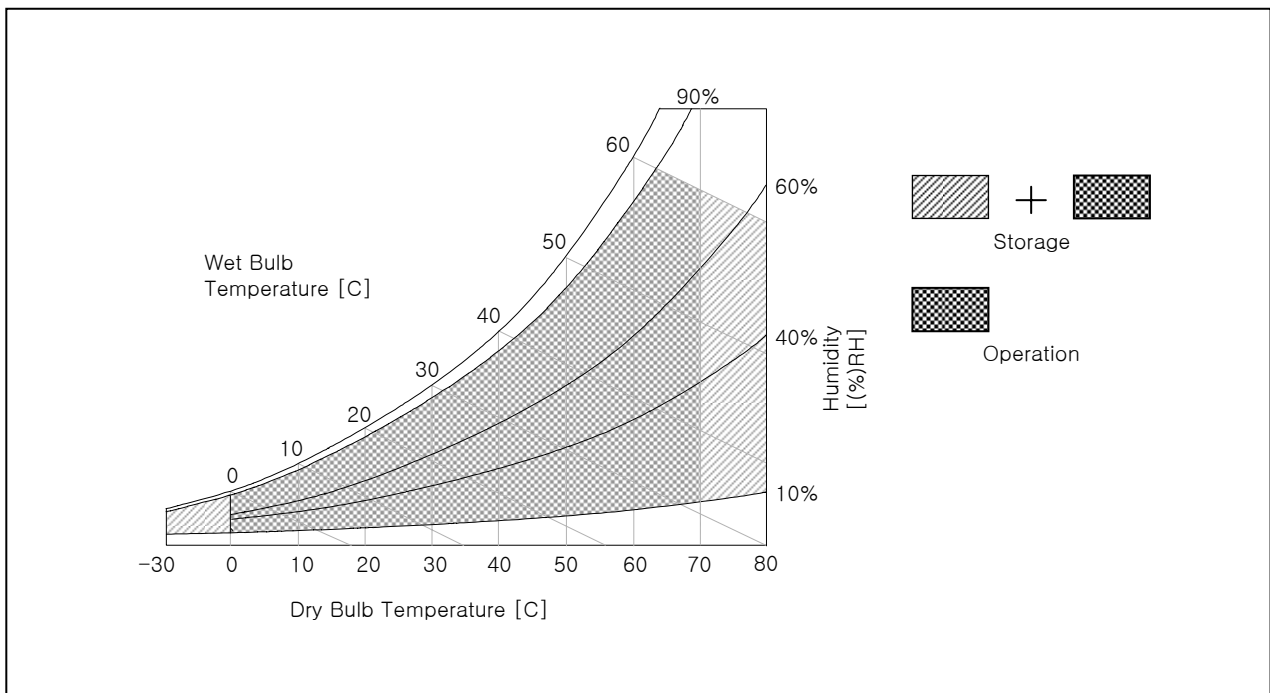 90%
60
60%
50
Wet Bulb
Temperature [C]
Storage
40
40%
Humidity
[(%)RH]
Operation
30
20
10
0
10%
-30 0 10 20 30 40 50 60 70 80
Dry Bulb Temperature [C]